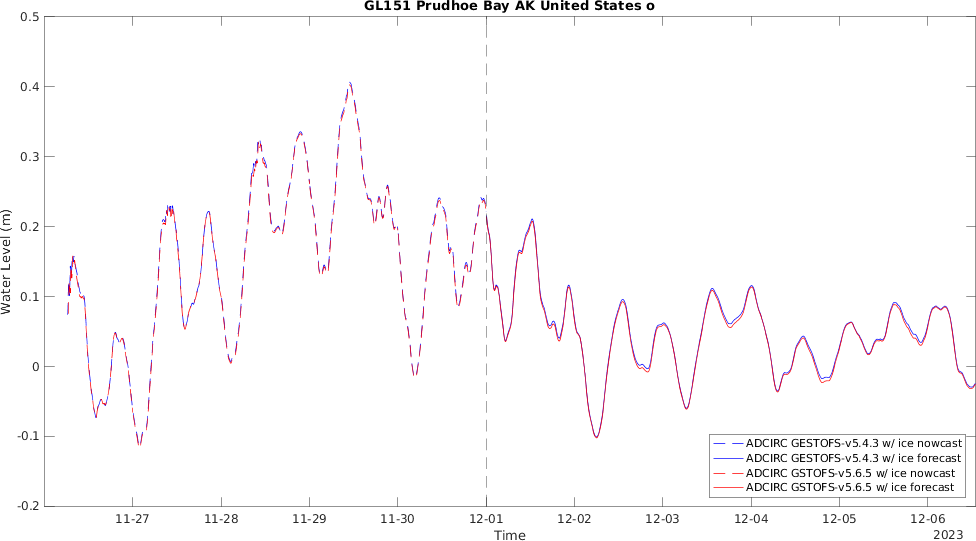 GL151 Prudhoe Bay AK United States o
Water Level (m)
0.5
0.4
0.3
0.2
0.1
0
-0.1
-0.2
ADCIRC GESTOFS-v5.4.3 w/ ice nowcast
ADCIRC GESTOFS-v5.4.3 w/ ice forecast
ADCIRC GSTOFS-v5.6.5 w/ ice nowcast
ADCIRC GSTOFS-v5.6.5 w/ ice forecast
11-27 11-28 11-29 11-30 12-01 12-02 12-03 12-04 12-05 12-06
Time
2023